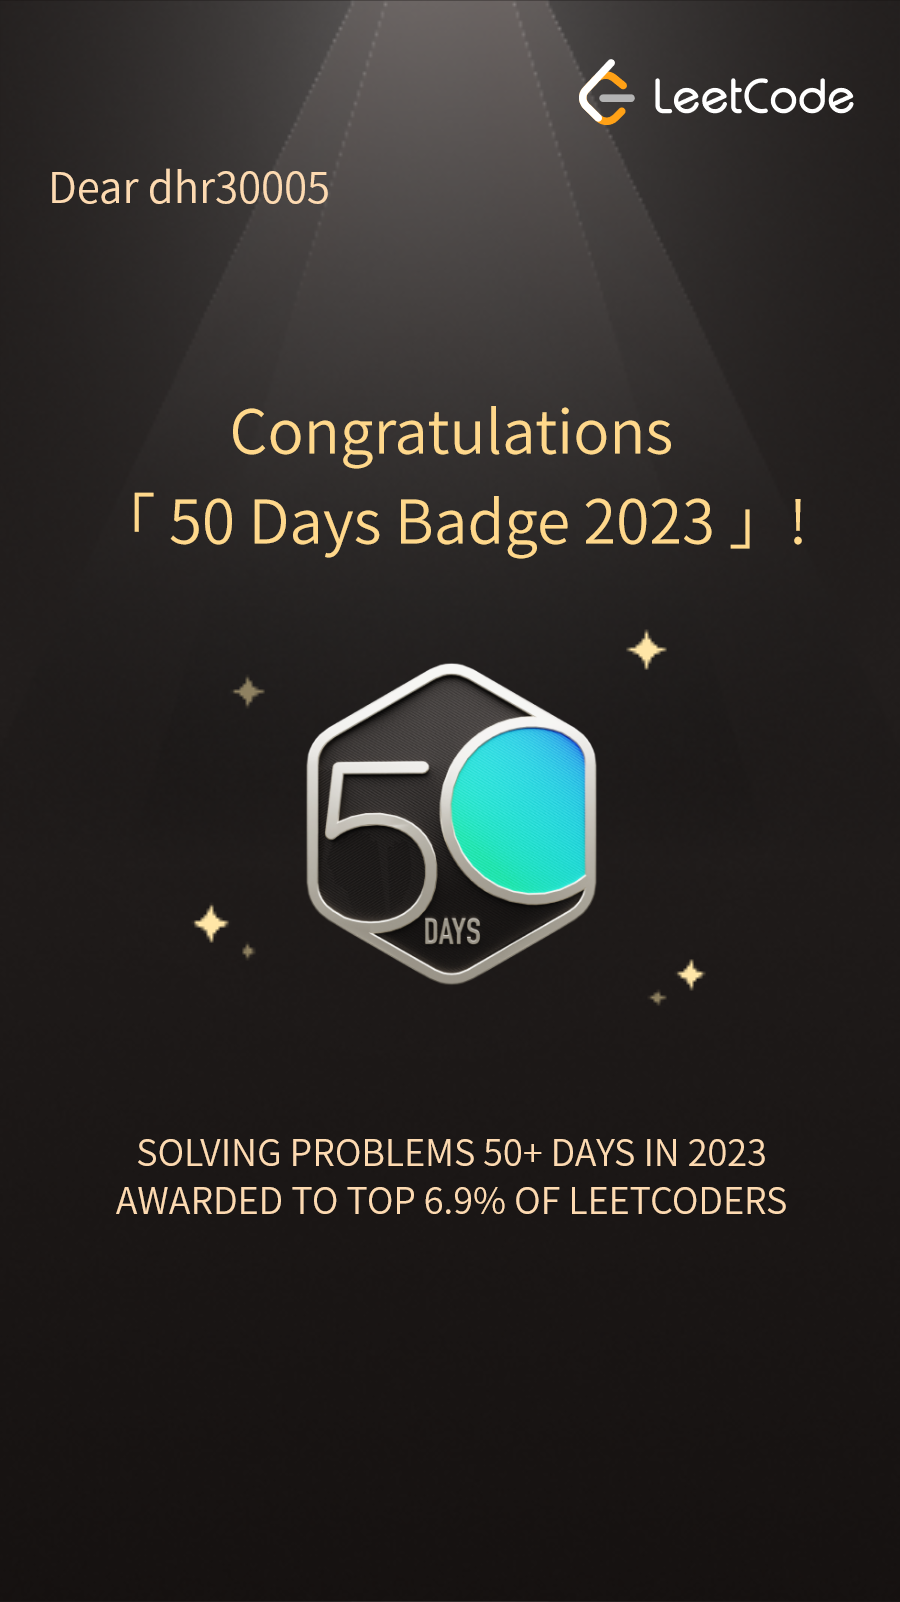 LeetCode
Dear dhr30005
Congratulations
「 50 Days Badge 2023 」 !
50
DAYS
SOLVING PROBLEMS 50+ DAYS IN 2023
AWARDED TO TOP 6.9% OF LEETCODERS